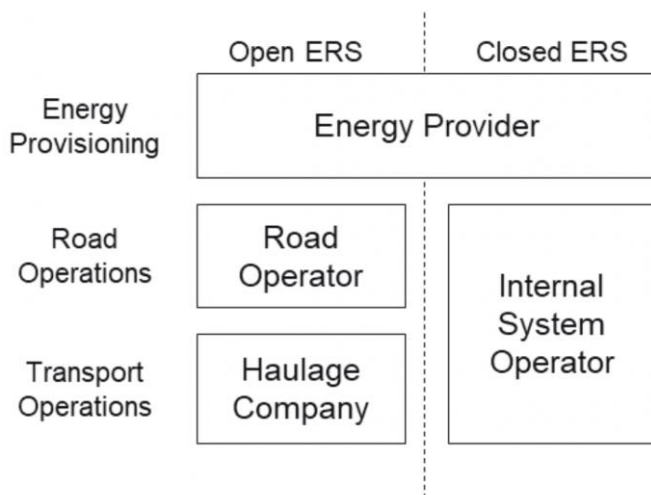 Open ERS
Closed ERS
Energy
Provisioning
Energy Provider
Road
Operations
Road
Operator
Internal
System
Operator
Transport
Operations
Haulage
Company